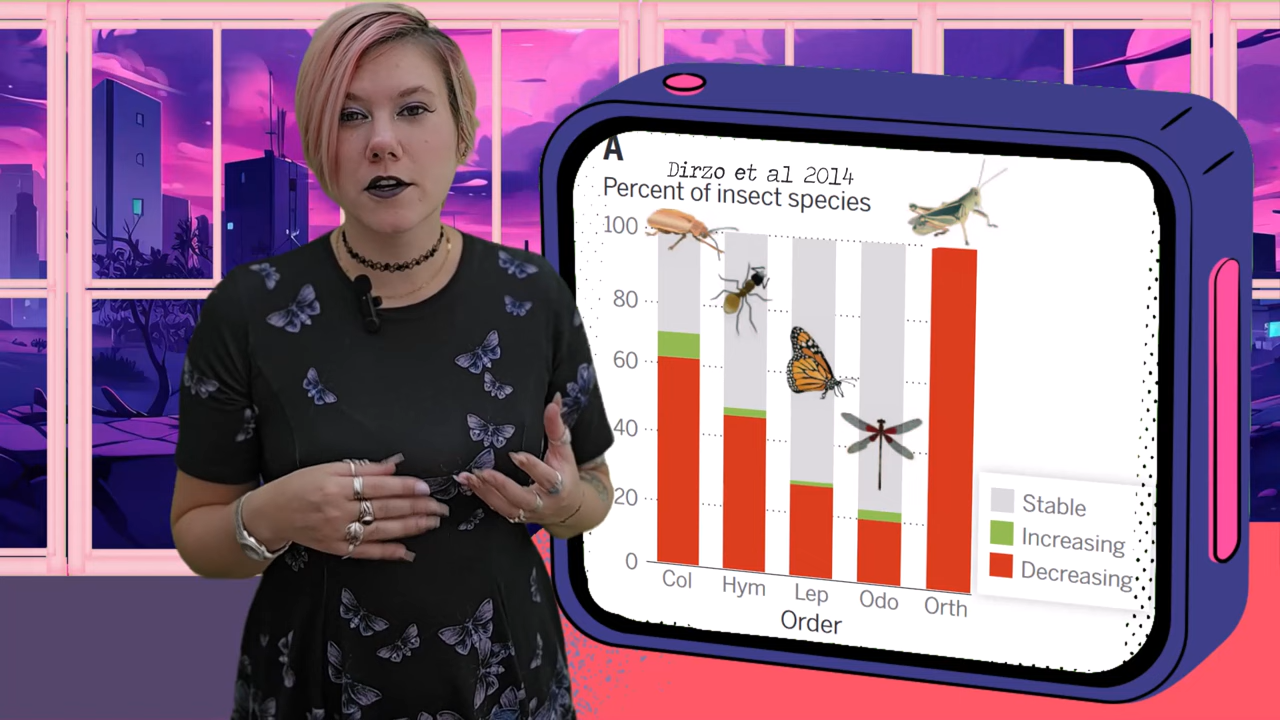 A
Dirzo et al 2014
Percent of insect species
100
80
60
40
20
0
Col Hym Lep Odo Orth
Order
Stable
Increasing
Decreasing